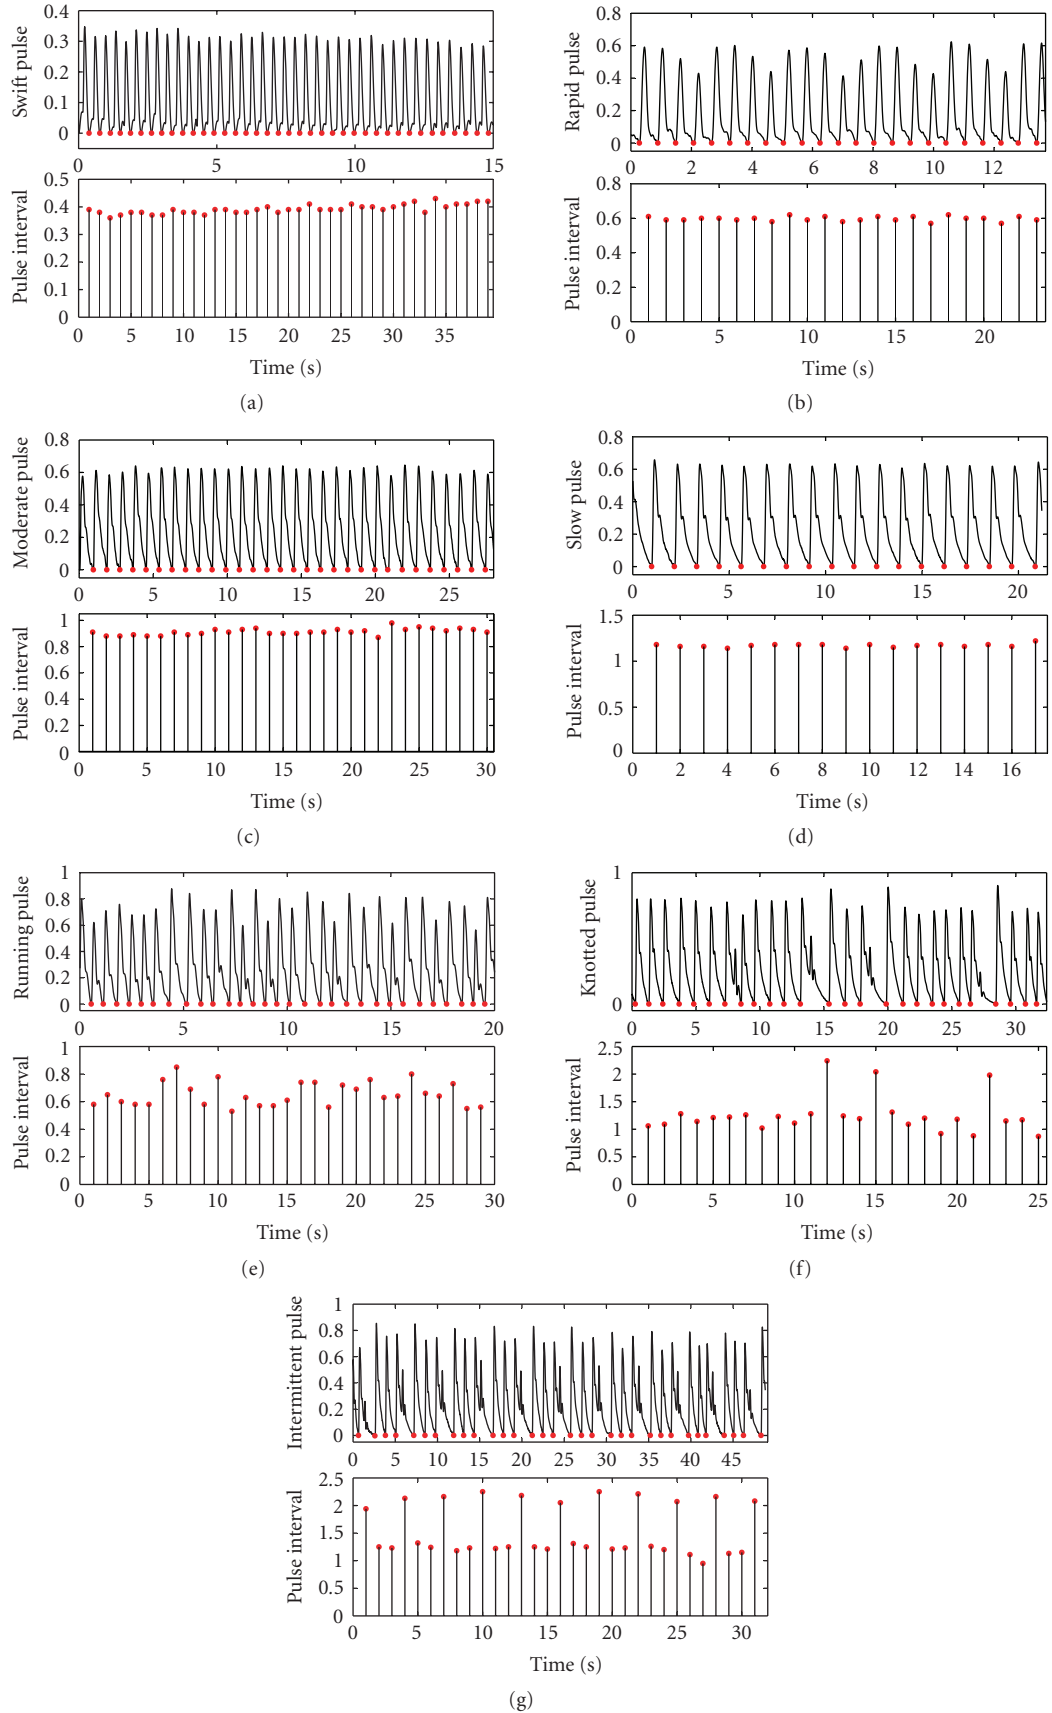 0.4
0.3
0.2
0.1
0
Swift pulse
0 5 10 15
0.5
0.4
0.3
0.2
0.1
0
Pulse interval
0 5 10 15 20 25 30 35
Time (s)
(a)
0.8
0.6
0.4
0.2
0
Rapid pulse
0 2 4 6 8 10 12
0.8
0.6
0.4
0.2
0
Pulse interval
0 5 10 15 20
Time (s)
(b)
0.8
0.6
0.4
0.2
0
Moderate pulse
0 5 10 15 20 25
1
0.8
0.6
0.4
0.2
0
Pulse interval
0 5 10 15 20 25 30
Time (s)
(c)
0.8
0.6
0.4
0.2
0
Slow pulse
0 5 10 15 20
1.5
1
0.5
0
Pulse interval
0 2 4 6 8 10 12 14 16
Time (s)
(d)
1
0.8
0.6
0.4
0.2
0
Running pulse
0 5 10 15 20
1
0.8
0.6
0.4
0.2
0
Pulse interval
0 5 10 15 20 25 30
Time (s)
(e)
1
0
Knotted pulse
0 5 10 15 20 25 30
2.5
2
1.5
1
0.5
0
Pulse interval
0 5 10 15 20 25
Time (s)
(f)
1
0.8
0.6
0.4
0.2
0
Intermittent pulse
0 5 10 15 20 25 30 35 40 45
2.5
2
1.5
1
0.5
0
Pulse interval
0 5 10 15 20 25 30
Time (s)
(g)